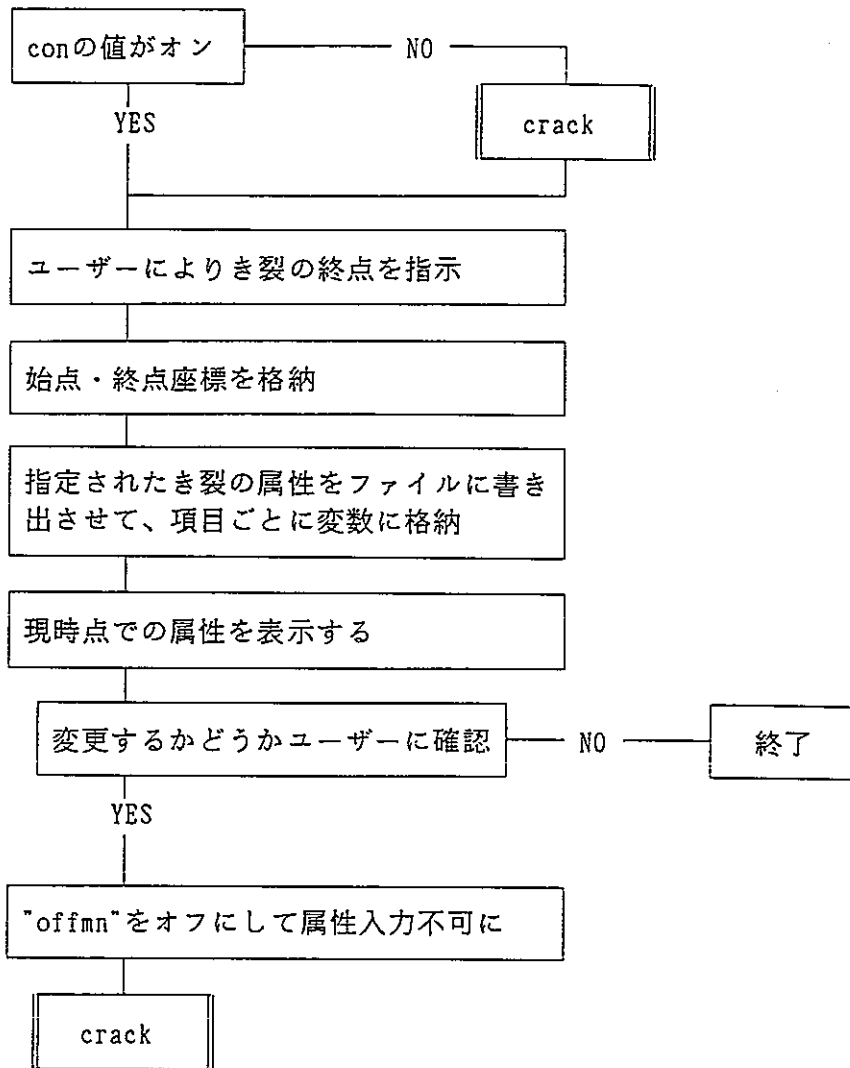 conの値がオン
NO
crack
YES
ユーザーによりき裂の終点を指示
始点・終点座標を格納
指定されたき裂の属性をファイルに書き
出させて、項目ごとに変数に格納
現時点での属性を表示する
変更するかどうかユーザーに確認
NO
終了
YES
"offmn"をオフにして属性入力不可に
crack